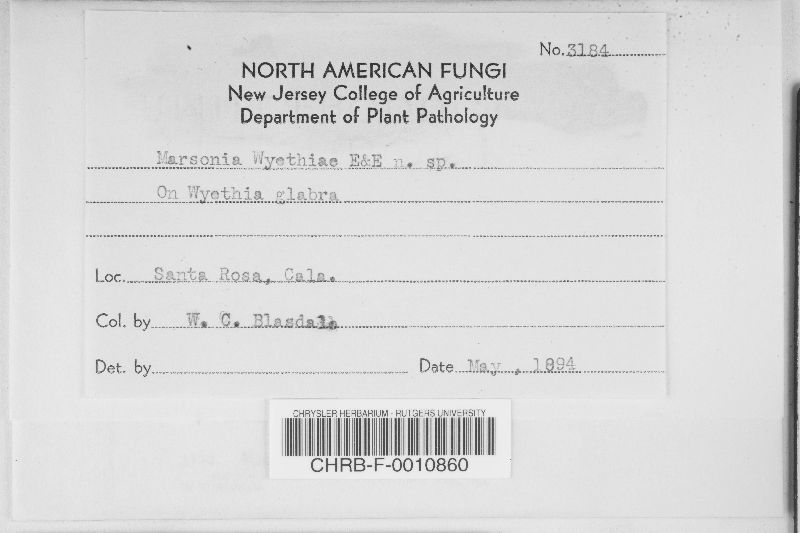 No. 3184
NORTH AMERICAN FUNGI
New Jersey College of Agriculture
Department of Plant Pathology
Marsonia Wyethiae E&E n. sp.
On Wyethia glabra
Loc. Santa Rosa, Cala.
Col. by W. C. Blasdale
Det. by
Date May , 1894
CHRYSLER HERBARIUM - RUTGERS UNIVERSITY
CHRB-F-0010860